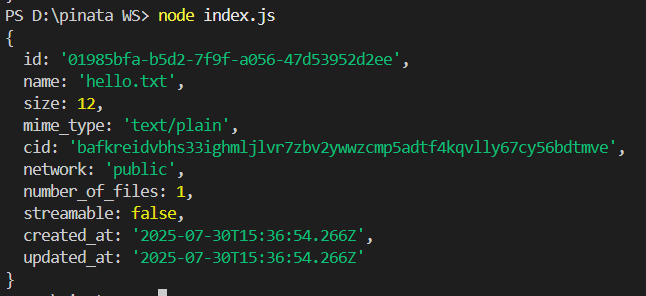 PS D:\pinata WS> node index.js
{
  id: '01985bfa-b5d2-7f9f-a056-47d53952d2ee',
  name: 'hello.txt',
  size: 12,
  mime_type: 'text/plain',
  cid: 'bafkreidvbhs33ighmljlvr7zbv2ywwzcmp5adtf4kqvlly67cy56bdtmve',
  network: 'public',
  number_of_files: 1,
  streamable: false,
  created_at: '2025-07-30T15:36:54.266Z',
  updated_at: '2025-07-30T15:36:54.266Z'
}